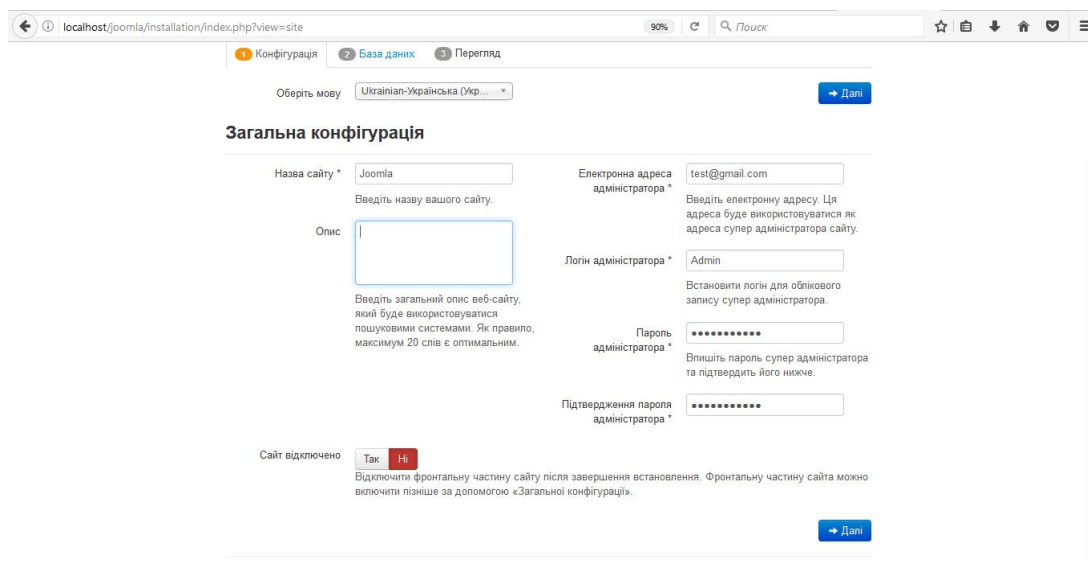 localhost/joomla/installation/index.php?view=site
90%
Поиск
1 Конфігурація 2 База даних 3 Перегляд
Оберіть мову
Ukrainian-Українська (Укр...
Далі
Загальна конфігурація
Назва сайту *
Joomla
Введіть назву вашого сайту.
Опис
Введіть загальний опис веб-сайту,
який буде використовуватися
пошуковими системами. Як правило,
максимум 20 слів є оптимальним.
Електронна адреса
адміністратора *
test@gmail.com
Введіть електронну адресу. Ця
адреса буде використовуватися як
адреса супер адміністратора сайту.
Логін адміністратора *
Admin
Встановити логін для облікового
запису супер адміністратора.
Пароль
адміністратора *
Впишіть пароль супер адміністратора
та підтвердить його нижче.
Підтвердження пароля
адміністратора *
Сайт відключено
Так Ні
Відключити фронтальну частину сайту після завершення встановлення. Фронтальну частину сайта можно
включити пізніше за допомогою «Загальної конфігурації».
Далі